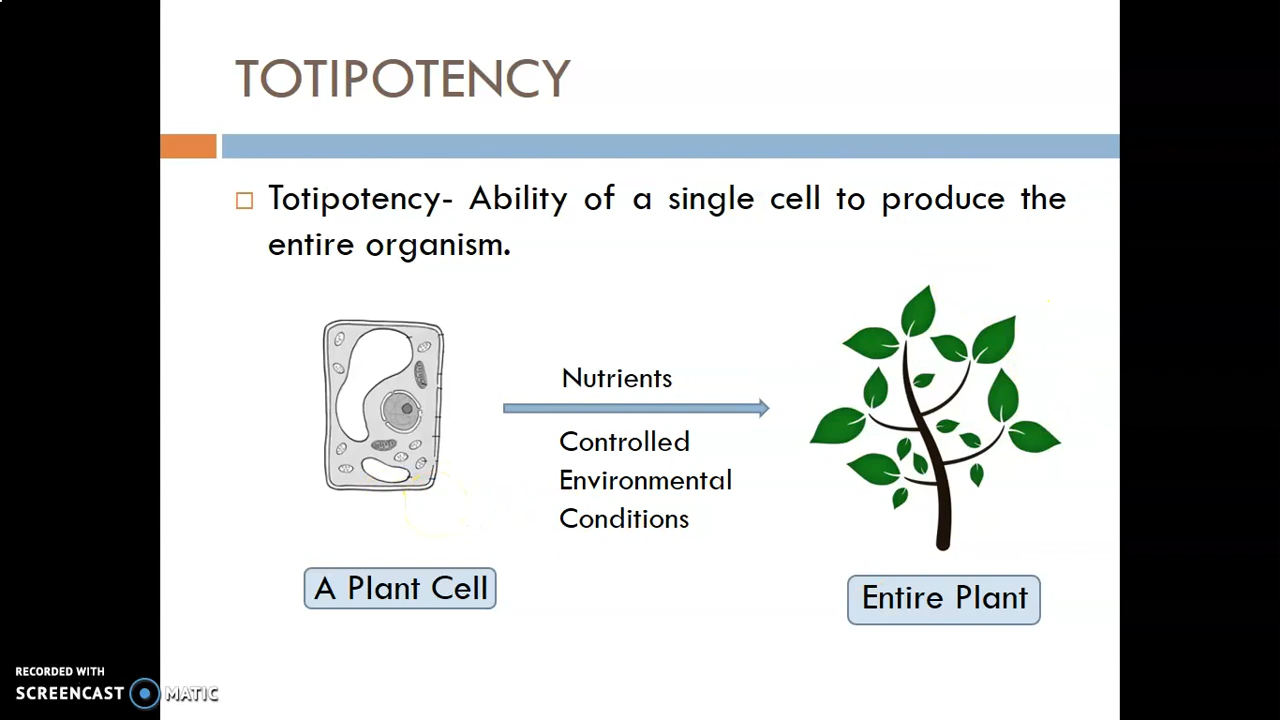 TOTIPOTENCY
Totipotency- Ability of a single cell to produce the
entire organism.
Nutrients
Controlled
Environmental
Conditions
A Plant Cell
Entire Plant
RECORDED WITH
SCREENCAST MATIC